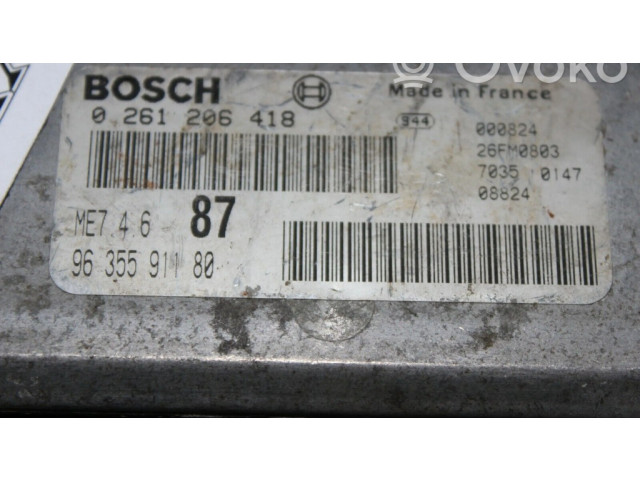 Ovoko
BOSCH
Made in France
0 261 206 418
944
000824
26FM0803
7035 0147
08824
ME7.4.6 87
96 355 911 80